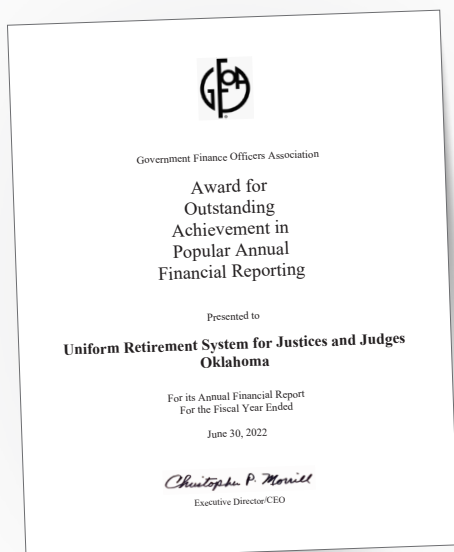 GFOA
Government Finance Officers Association
Award for
Outstanding
Achievement in
Popular Annual
Financial Reporting
Presented to
Uniform Retirement System for Justices and Judges
Oklahoma
For its Annual Financial Report
For the Fiscal Year Ended
June 30, 2022
Christopher P. Morrill
Executive Director/CEO